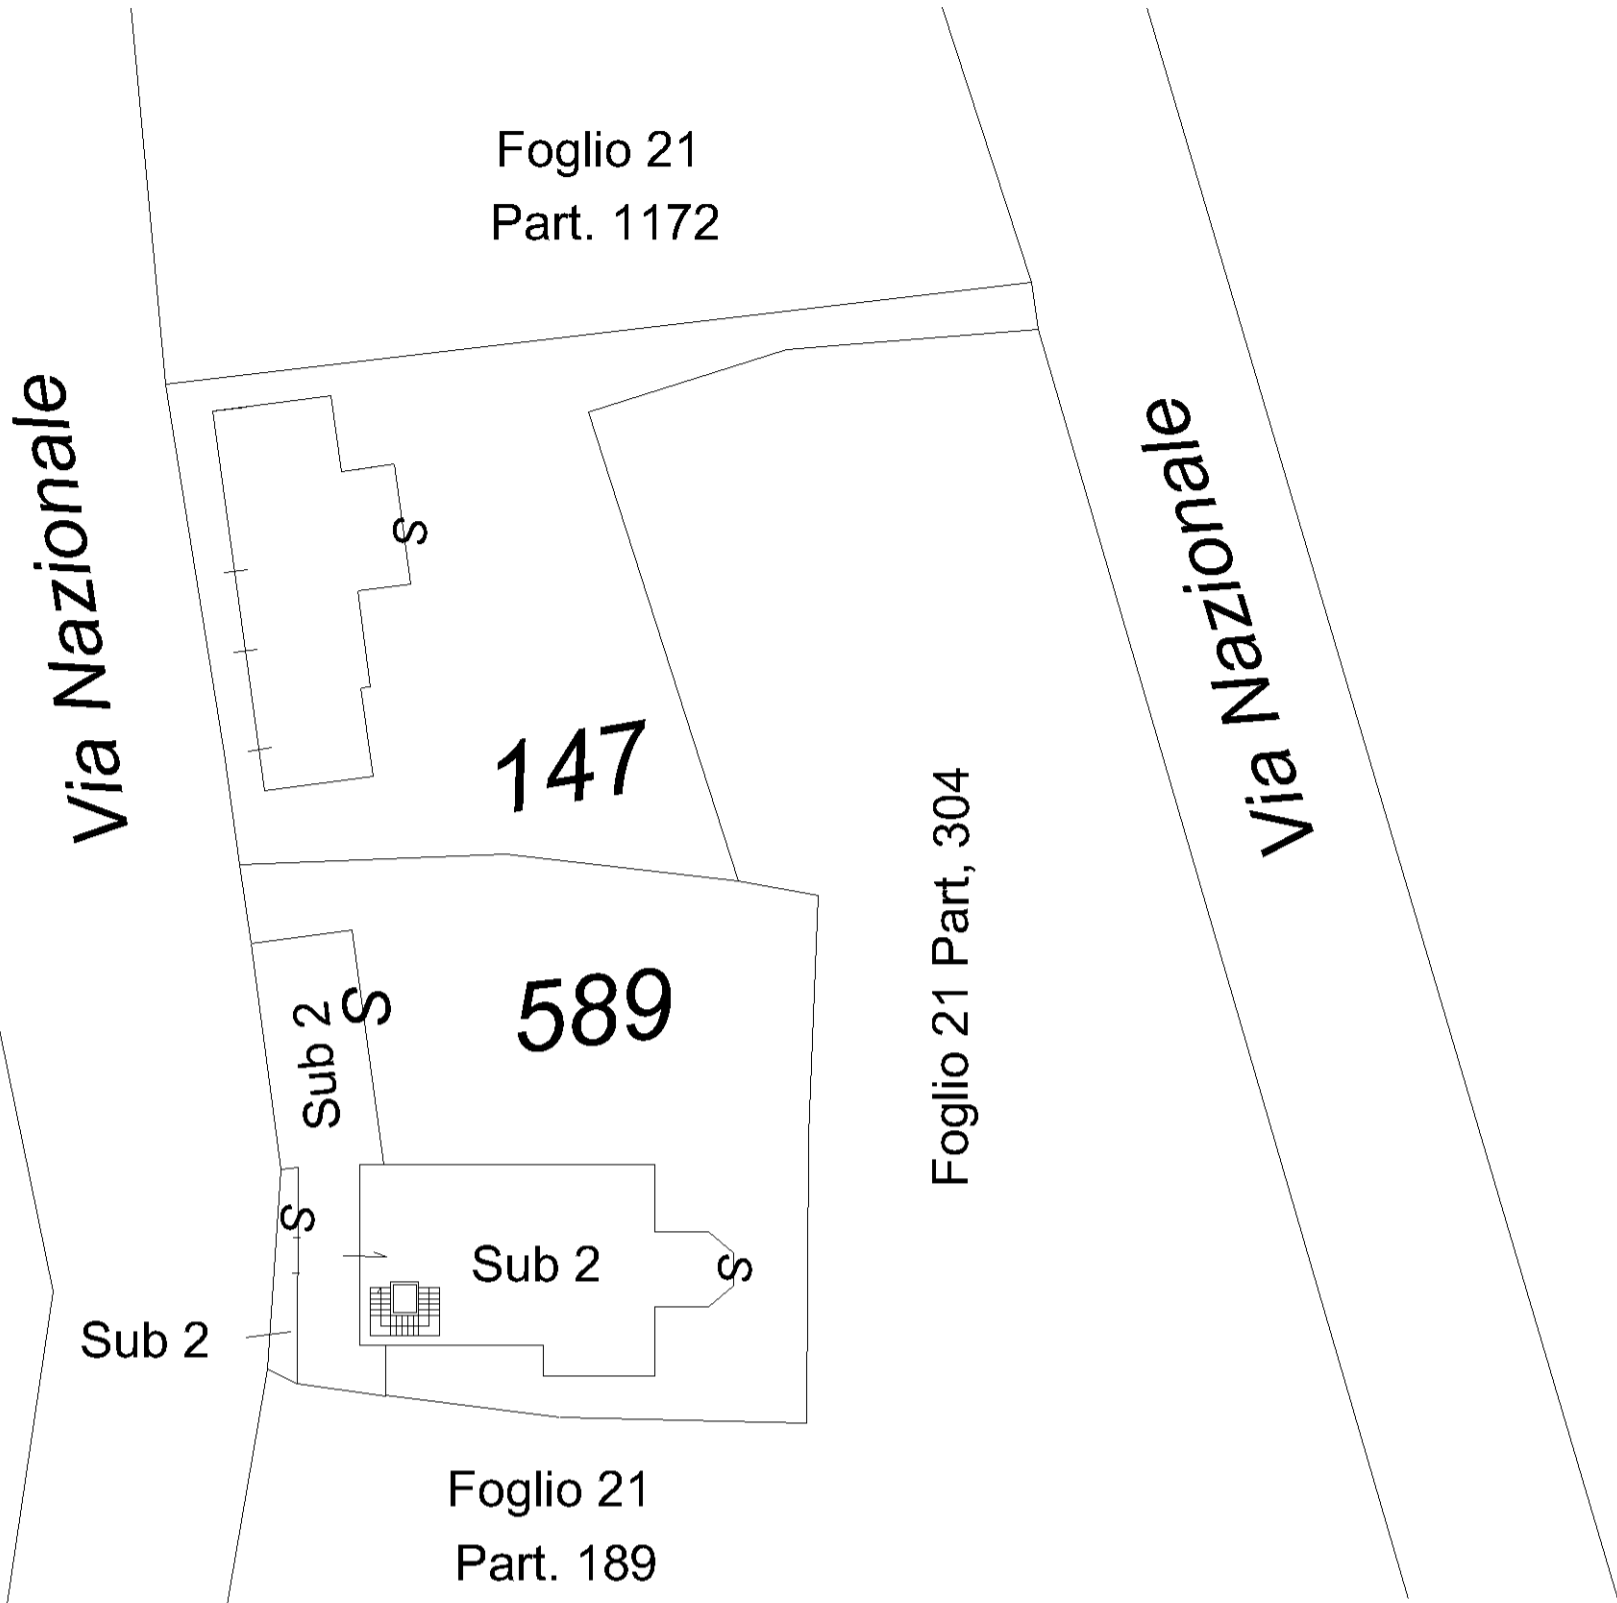 Foglio 21
Part. 1172
Via Nazionale
Via Nazionale
S
147
Foglio 21 Part, 304
589
Sub 2
S
S
Sub 2
S
Sub 2
Foglio 21
Part. 189